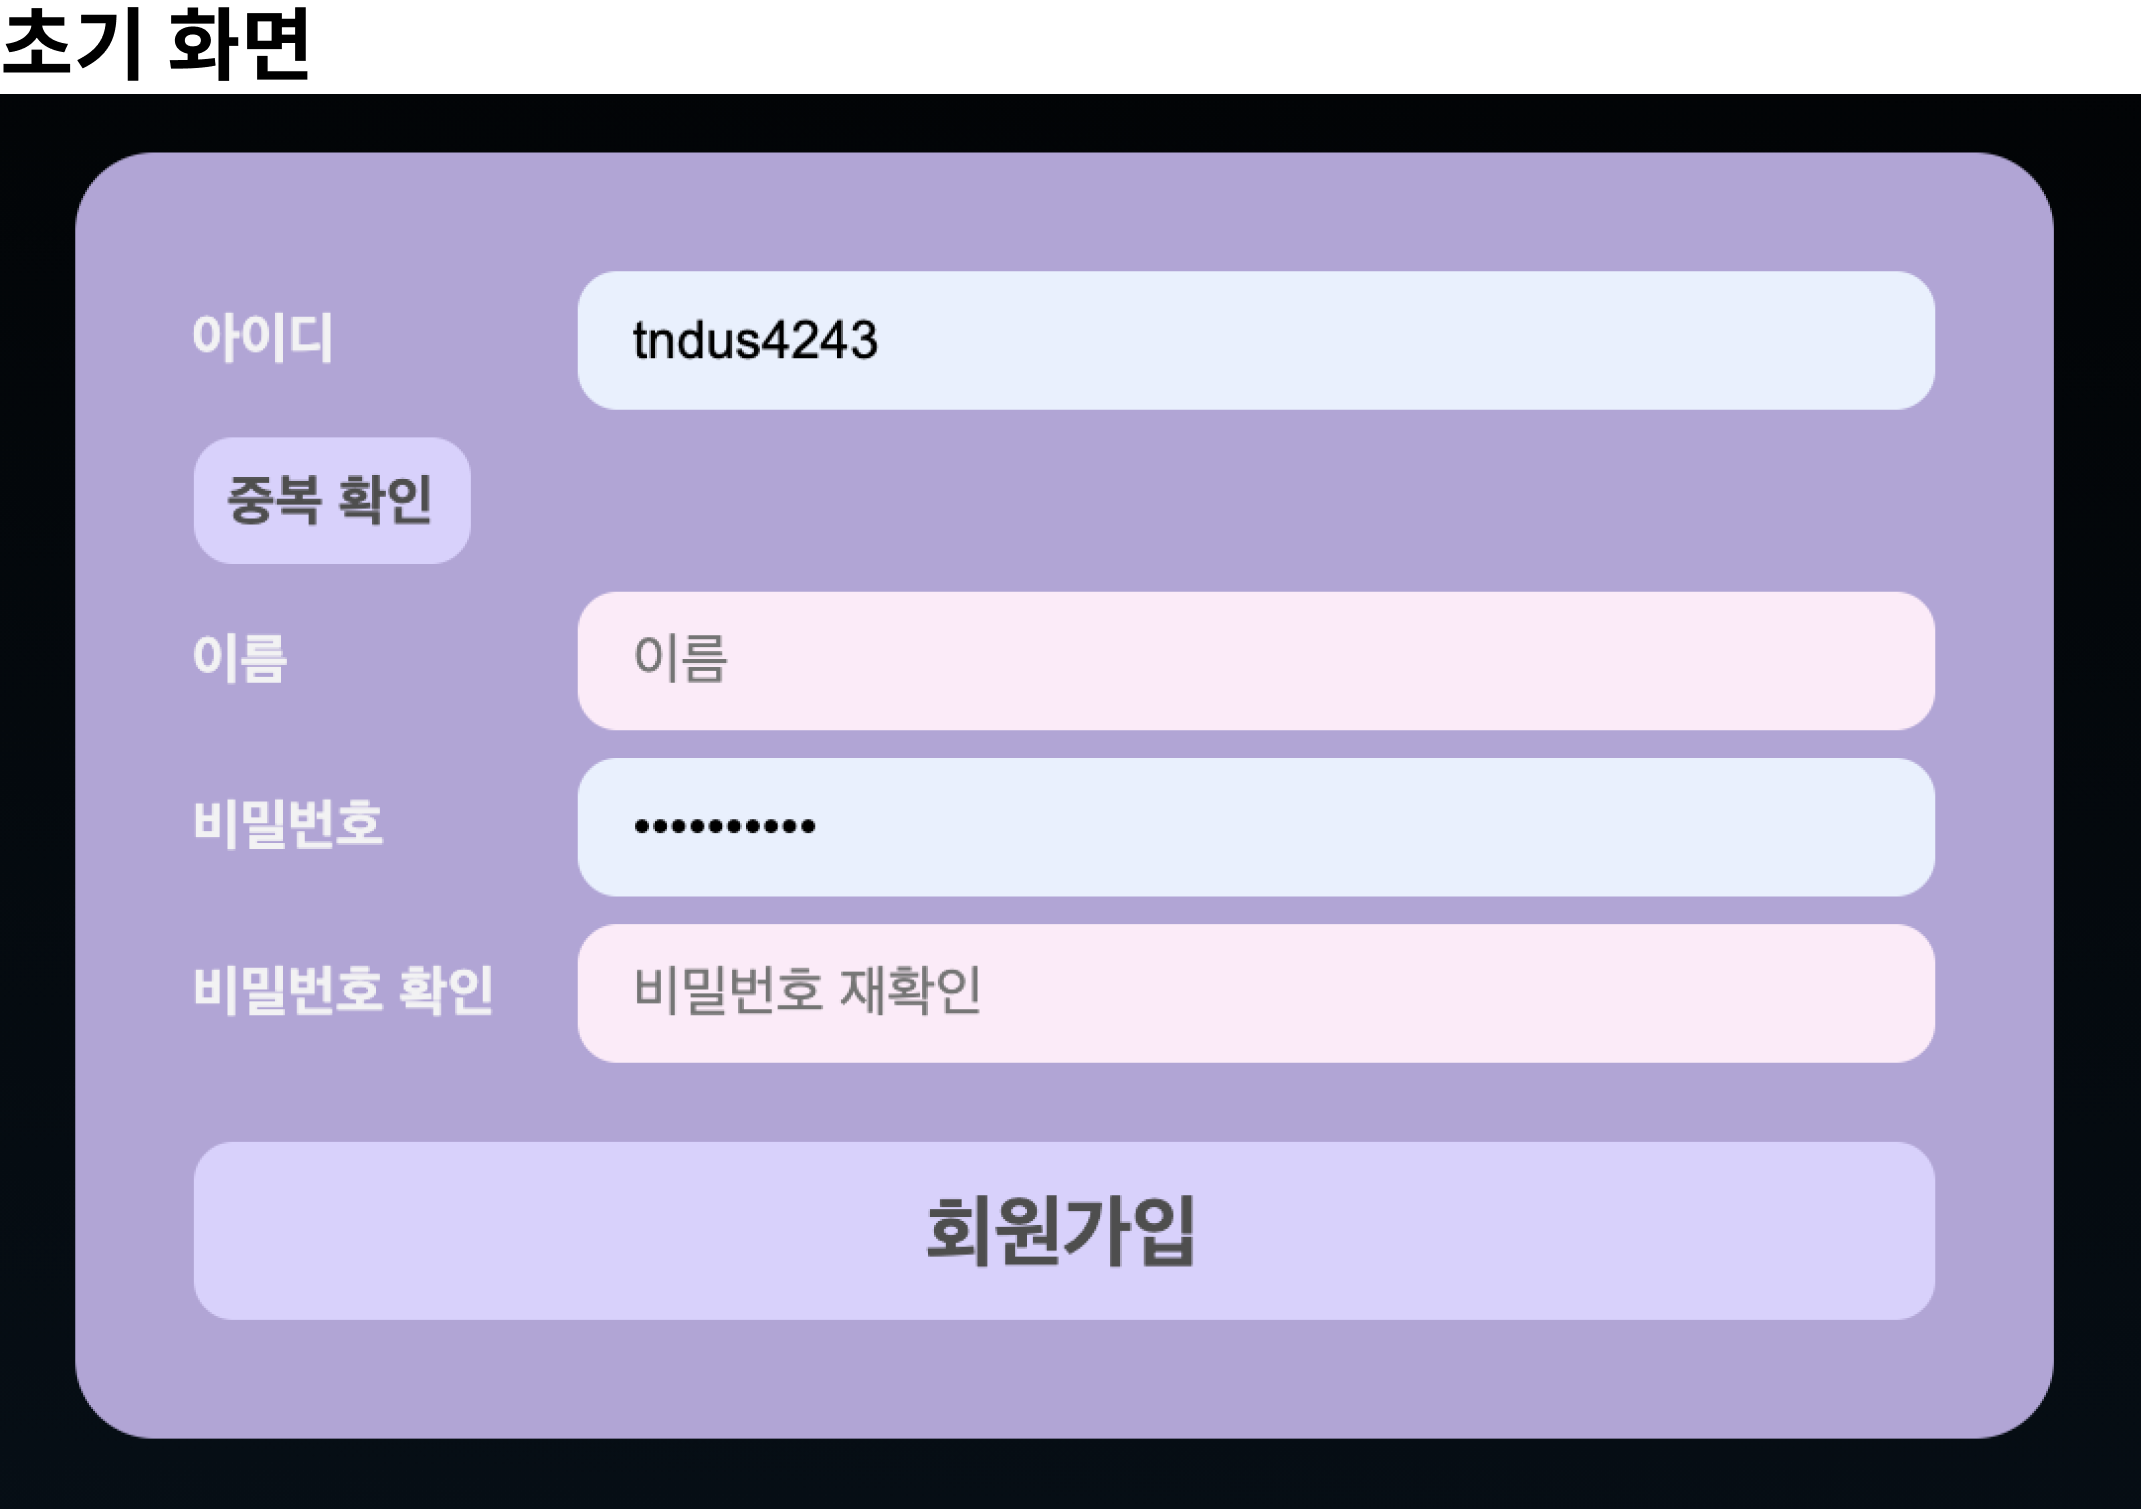 초기 화면
아이디 tndus4243
중복 확인
이름 이름
비밀번호 ••••••••••
비밀번호 확인 비밀번호 재확인
회원가입